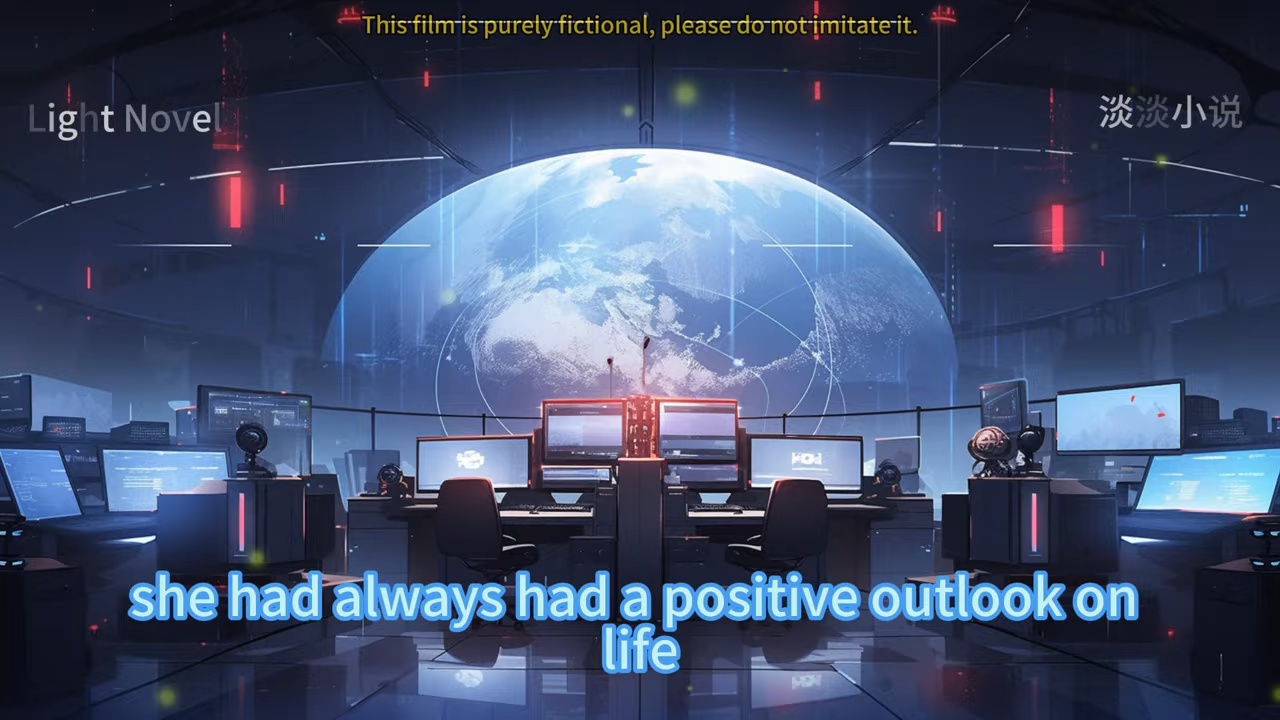 This film is purely fictional, please do not imitate it.
Light Novel
淡淡小说
she had always had a positive outlook on
life